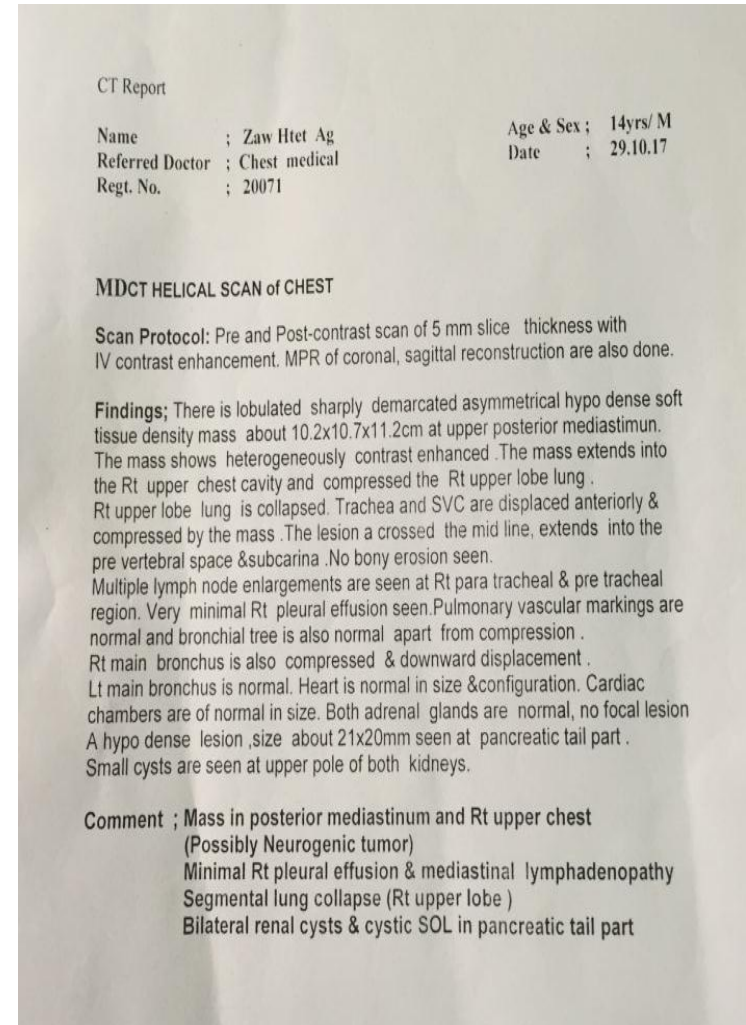 CT Report
Name ; Zaw Htet Ag Age & Sex ; 14yrs/ M
Referred Doctor ; Chest medical Date ; 29.10.17
Regt. No. ; 20071
MDCT HELICAL SCAN of CHEST
Scan Protocol: Pre and Post-contrast scan of 5 mm slice thickness with
IV contrast enhancement. MPR of coronal, sagittal reconstruction are also done.
Findings; There is lobulated sharply demarcated asymmetrical hypo dense soft
tissue density mass about 10.2x10.7x11.2cm at upper posterior mediastimun.
The mass shows heterogeneously contrast enhanced .The mass extends into
the Rt upper chest cavity and compressed the Rt upper lobe lung .
Rt upper lobe lung is collapsed. Trachea and SVC are displaced anteriorly &
compressed by the mass .The lesion a crossed the mid line, extends into the
pre vertebral space &subcarina .No bony erosion seen.
Multiple lymph node enlargements are seen at Rt para tracheal & pre tracheal
region. Very minimal Rt pleural effusion seen.Pulmonary vascular markings are
normal and bronchial tree is also normal apart from compression .
Rt main bronchus is also compressed & downward displacement .
Lt main bronchus is normal. Heart is normal in size &configuration. Cardiac
chambers are of normal in size. Both adrenal glands are normal, no focal lesion
A hypo dense lesion ,size about 21x20mm seen at pancreatic tail part .
Small cysts are seen at upper pole of both kidneys.
Comment ; Mass in posterior mediastinum and Rt upper chest
(Possibly Neurogenic tumor)
Minimal Rt pleural effusion & mediastinal lymphadenopathy
Segmental lung collapse (Rt upper lobe )
Bilateral renal cysts & cystic SOL in pancreatic tail part